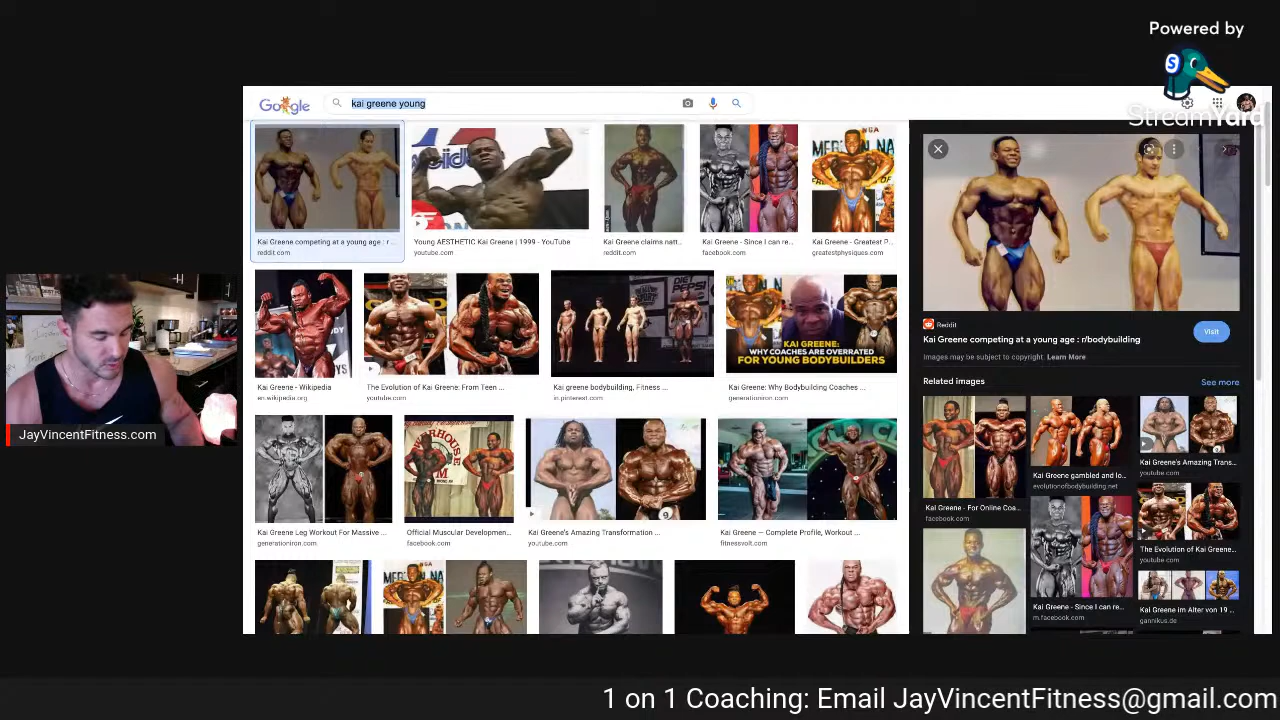 Powered by
StreamYard
Google
kai greene young
Kai Greene competing at a young age : r ...
reddit.com
Young AESTHETIC Kai Greene | 1999 - YouTube
youtube.com
Kai Greene claims natt...
reddit.com
Kai Greene - Since I can re...
facebook.com
Kai Greene - Greatest P...
greatestphysiques.com
Kai Greene - Wikipedia
en.wikipedia.org
The Evolution of Kai Greene: From Teen ...
youtube.com
Kai greene bodybuilding, Fitness ...
in.pinterest.com
KAI GREENE:
WHY COACHES ARE OVERRATED
FOR YOUNG BODYBUILDERS
Kai Greene: Why Bodybuilding Coaches ...
generationiron.com
Kai Greene Leg Workout For Massive ...
generationiron.com
Official Muscular Developmen...
facebook.com
Kai Greene's Amazing Transformation ...
youtube.com
Kai Greene — Complete Profile, Workout ...
fitnessvolt.com
Reddit
Visit
Kai Greene competing at a young age : r/bodybuilding
Images may be subject to copyright. Learn More
Related images
See more
Kai Greene - For Online Coa...
facebook.com
Kai Greene gambled and lo...
evolutionofbodybuilding.net
Kai Greene's Amazing Trans...
youtube.com
Kai Greene - Since I can re...
m.facebook.com
The Evolution of Kai Greene...
youtube.com
Kai Greene im Alter von 19 ...
gannikus.de
JayVincentFitness.com
1 on 1 Coaching: Email JayVincentFitness@gmail.com